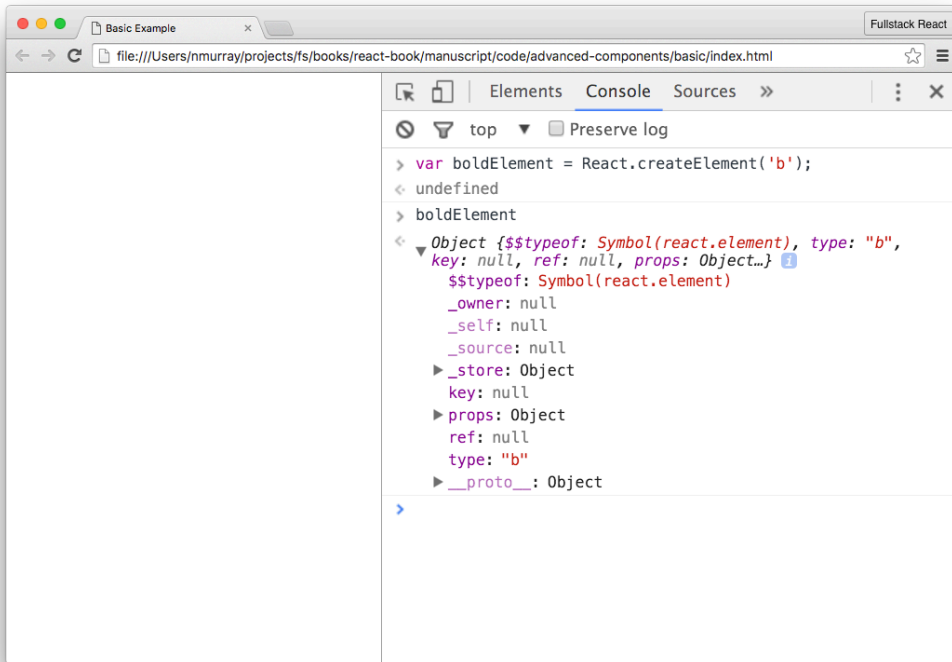 Basic Example
Fullstack React
file:///Users/nmurray/projects/fs/books/react-book/manuscript/code/advanced-components/basic/index.html
Elements Console Sources »
top ▼ Preserve log
> var boldElement = React.createElement('b');
undefined
> boldElement
Object {$$typeof: Symbol(react.element), type: "b",
key: null, ref: null, props: Object…} i
$$typeof: Symbol(react.element)
_owner: null
_self: null
_source: null
_store: Object
key: null
props: Object
ref: null
type: "b"
__proto__: Object
>